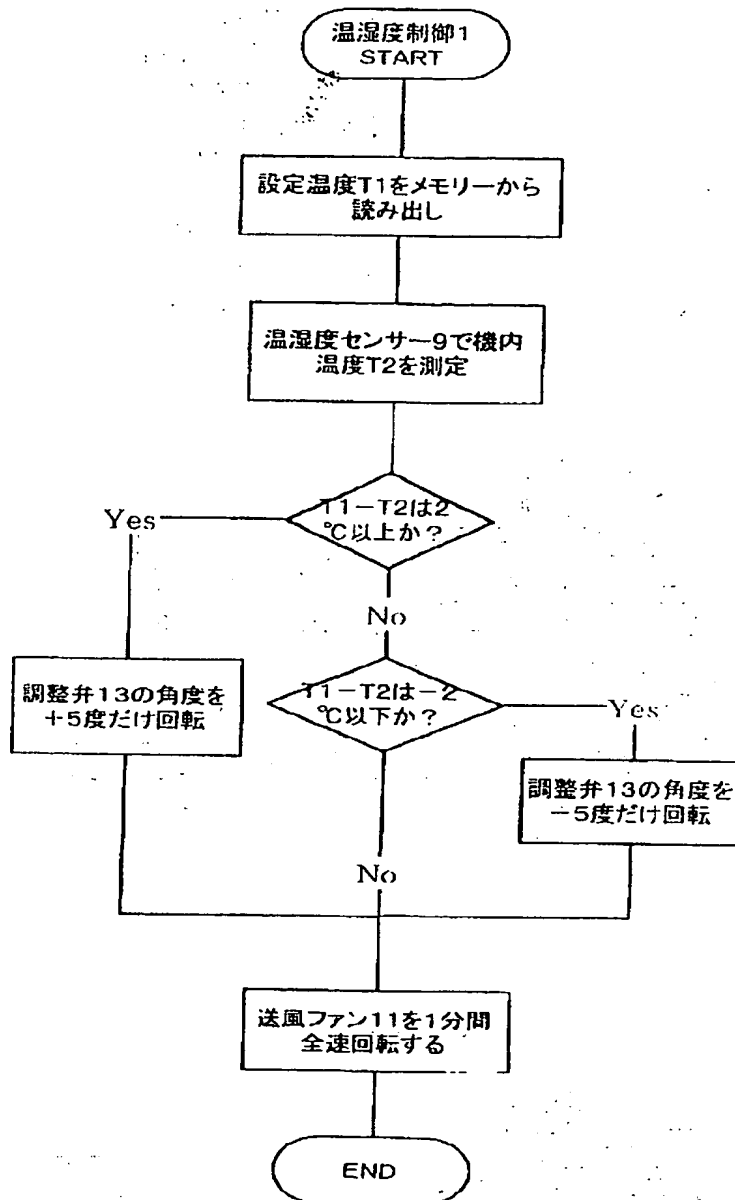 温湿度制御1
START
設定温度T1をメモリーから
読み出し
温湿度センサー9で機内
温度T2を測定
T1－T2は2
℃以上か？
Yes
No
調整弁13の角度を
＋5度だけ回転
T1－T2は－2
℃以下か？
Yes
調整弁13の角度を
－5度だけ回転
No
送風ファン11を1分間
全速回転する
END